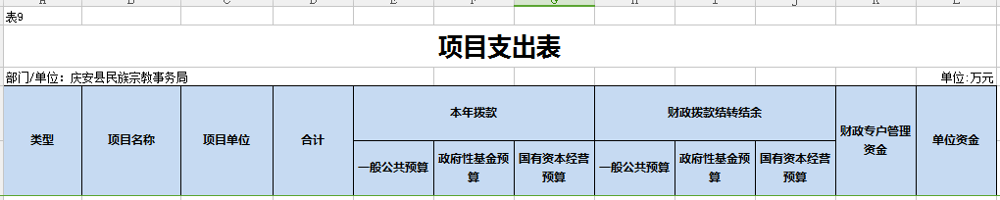 A B C D E F G H I J K L
表9
项目支出表
部门/单位：庆安县民族宗教事务局 单位:万元
类型 项目名称 项目单位 合计 本年拨款 财政拨款结转结余 财政专户管理
资金 单位资金
一般公共预算 政府性基金预
算 国有资本经营
预算 一般公共预算 政府性基金预
算 国有资本经营
预算